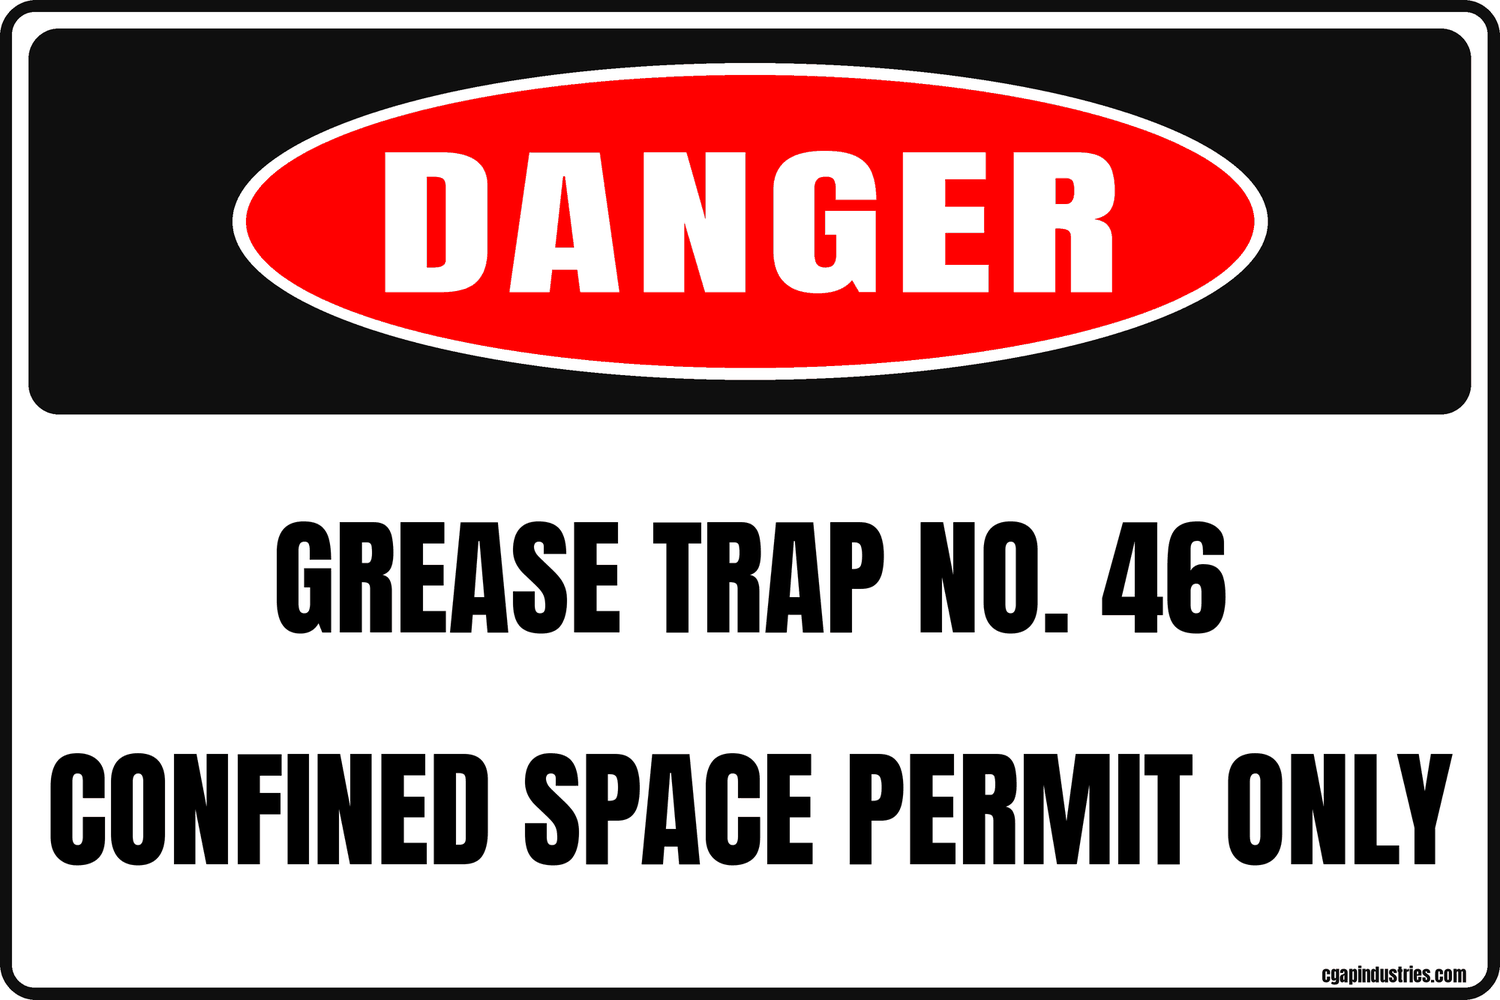 DANGER
GREASE TRAP NO. 46
CONFINED SPACE PERMIT ONLY
cgapindustries.com